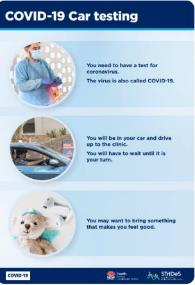 COVID-19 Car testing
You need to have a test for
coronavirus.
The virus is also called COVID-19.
You will be in your car and drive
up to the clinic.
You will have to wait until it is
your turn.
You may want to bring something
that makes you feel good.
COVID-19
Health